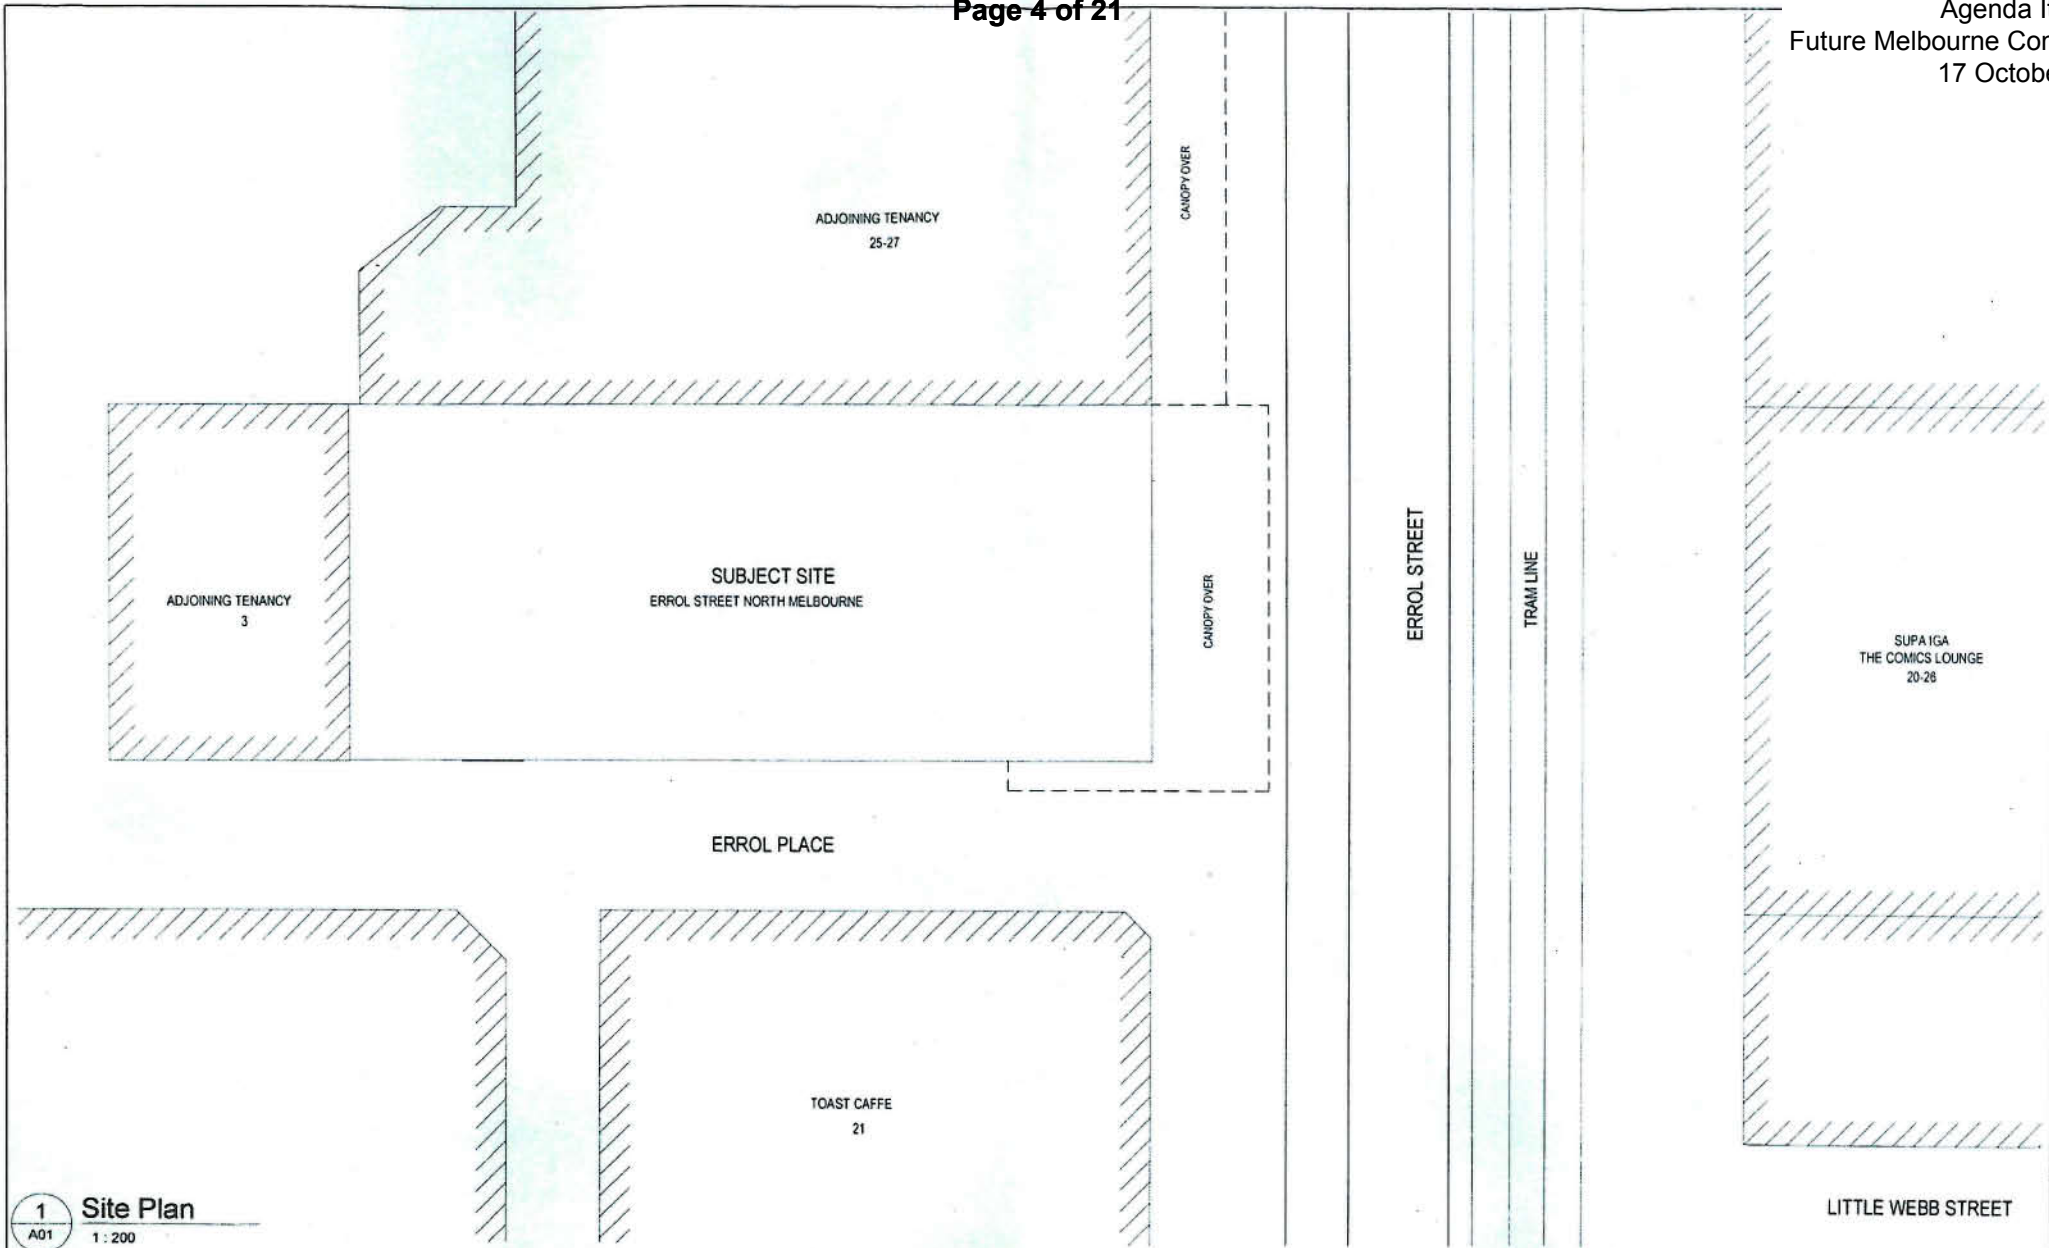 Page 4 of 21
Agenda
Future Melbourne
17
CANOPY OVER
ADJOINING TENANCY
25-27
SUBJECT SITE
ERROL STREET NORTH MELBOURNE
ADJOINING TENANCY
3
CANOPY OVER
ERROL STREET
TRAM LINE
SUPA IGA
THE COMICS LOUNGE
20-26
ERROL PLACE
TOAST CAFFE
21
1
A01
Site Plan
1 : 200
LITTLE WEBB STREET